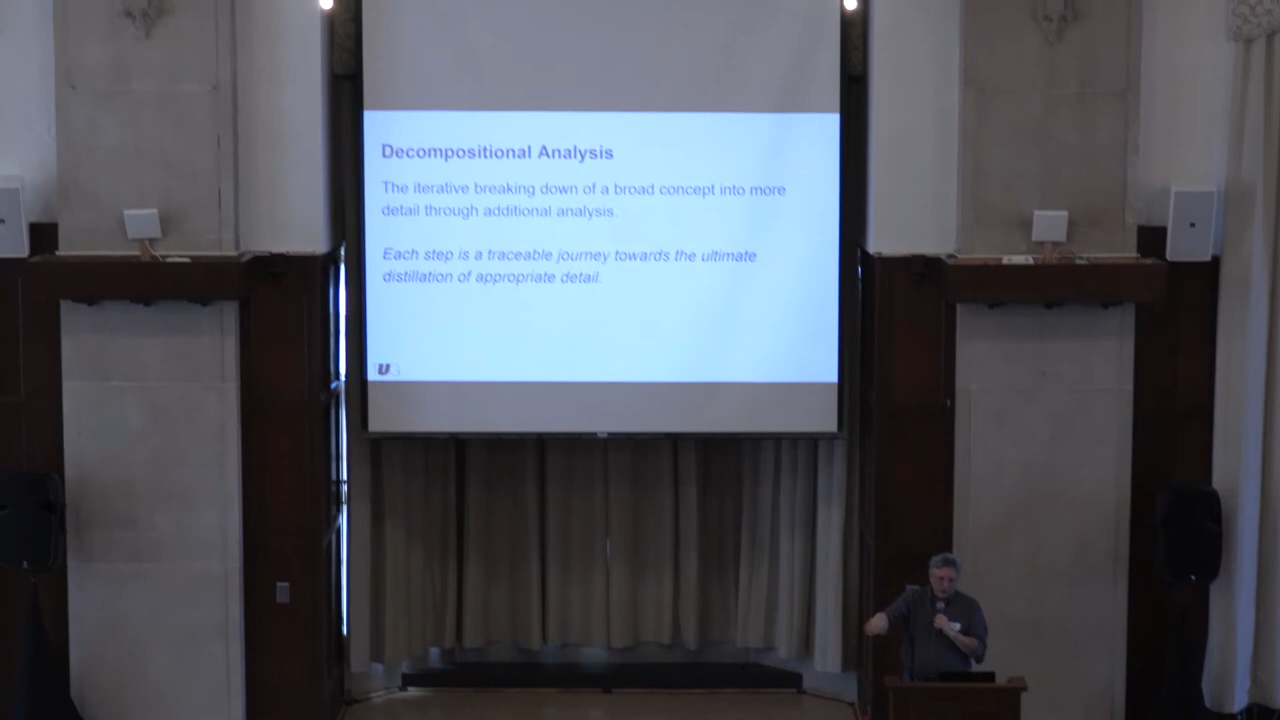 Decompositional Analysis
The iterative breaking down of a broad concept into more
detail through additional analysis.
Each step is a traceable journey towards the ultimate
distillation of appropriate detail.